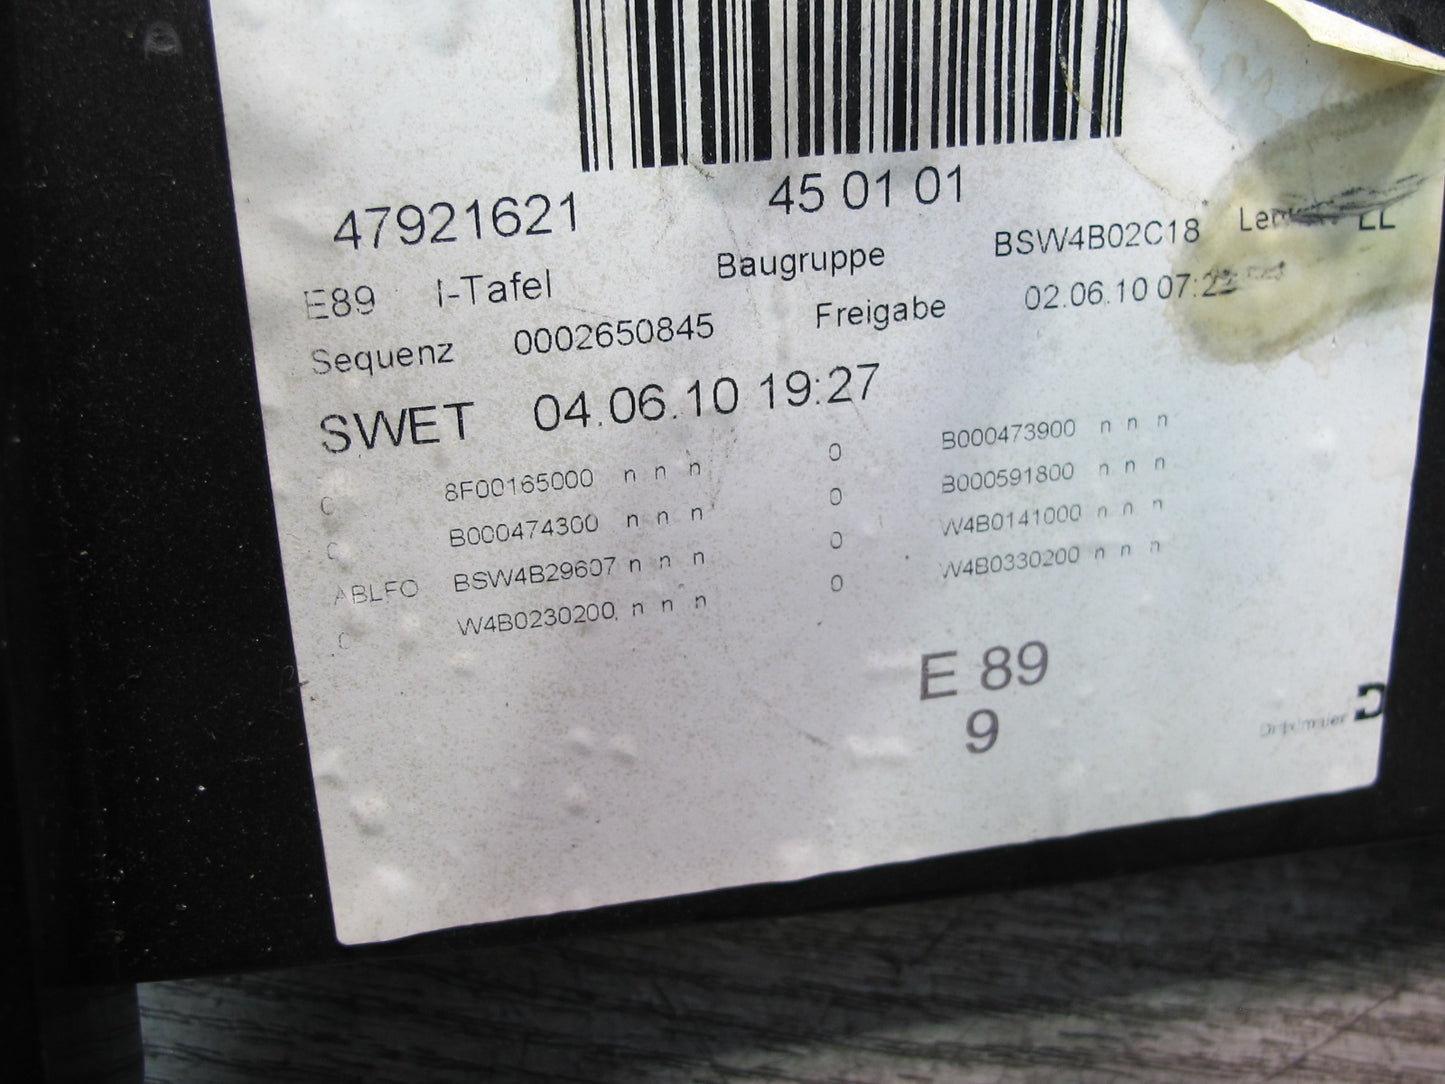 47921621 45 01 01
E89 I-Tafel Baugruppe BSW4B02C18* LL
Sequenz 0002650845 Freigabe 02.06.10
SWET 04.06.10 19:27
8F00165000 n n n 0 B000473900 n n n
B000474300 n n n 0 B000591800 n n n
ABLFO BSW4B29607 n n n 0 W4B0141000 n n n
W4B0230200 n n n 0 W4B0330200 n n n
E 89
9